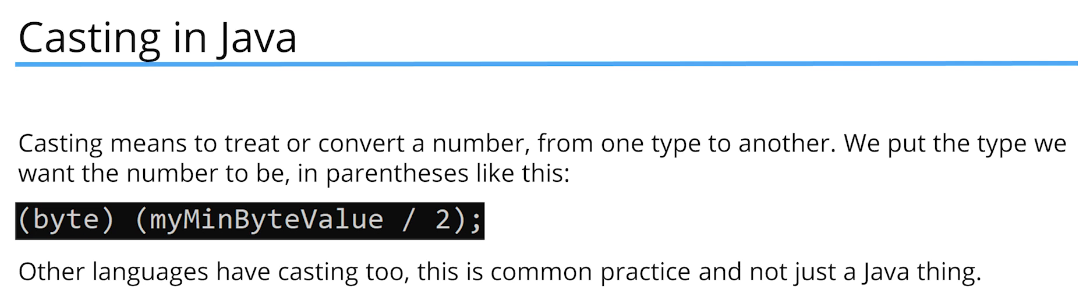 Casting in Java
Casting means to treat or convert a number, from one type to another. We put the type we
want the number to be, in parentheses like this:
(byte) (myMinByteValue / 2);
Other languages have casting too, this is common practice and not just a Java thing.